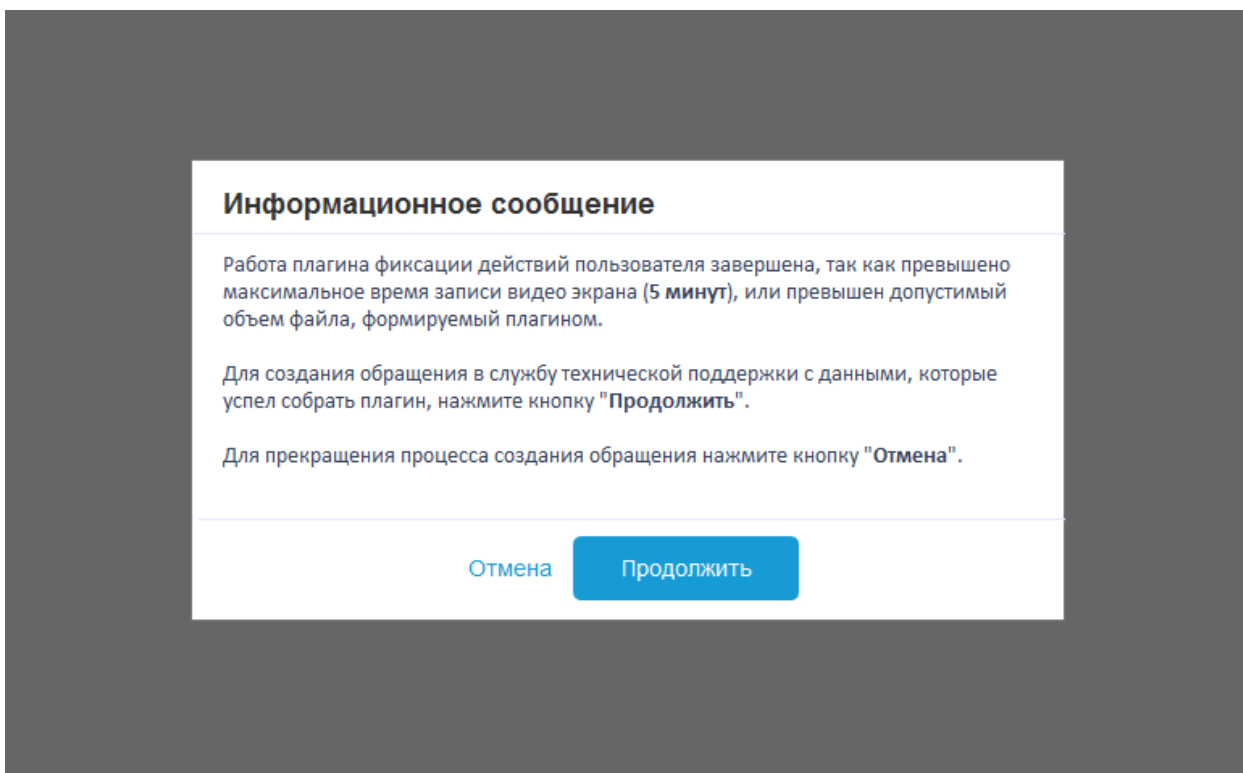 Информационное сообщение
Работа плагина фиксации действий пользователя завершена, так как превышено
максимальное время записи видео экрана (5 минут), или превышен допустимый
объем файла, формируемый плагином.
Для создания обращения в службу технической поддержки с данными, которые
успел собрать плагин, нажмите кнопку "Продолжить".
Для прекращения процесса создания обращения нажмите кнопку "Отмена".
Отмена Продолжить